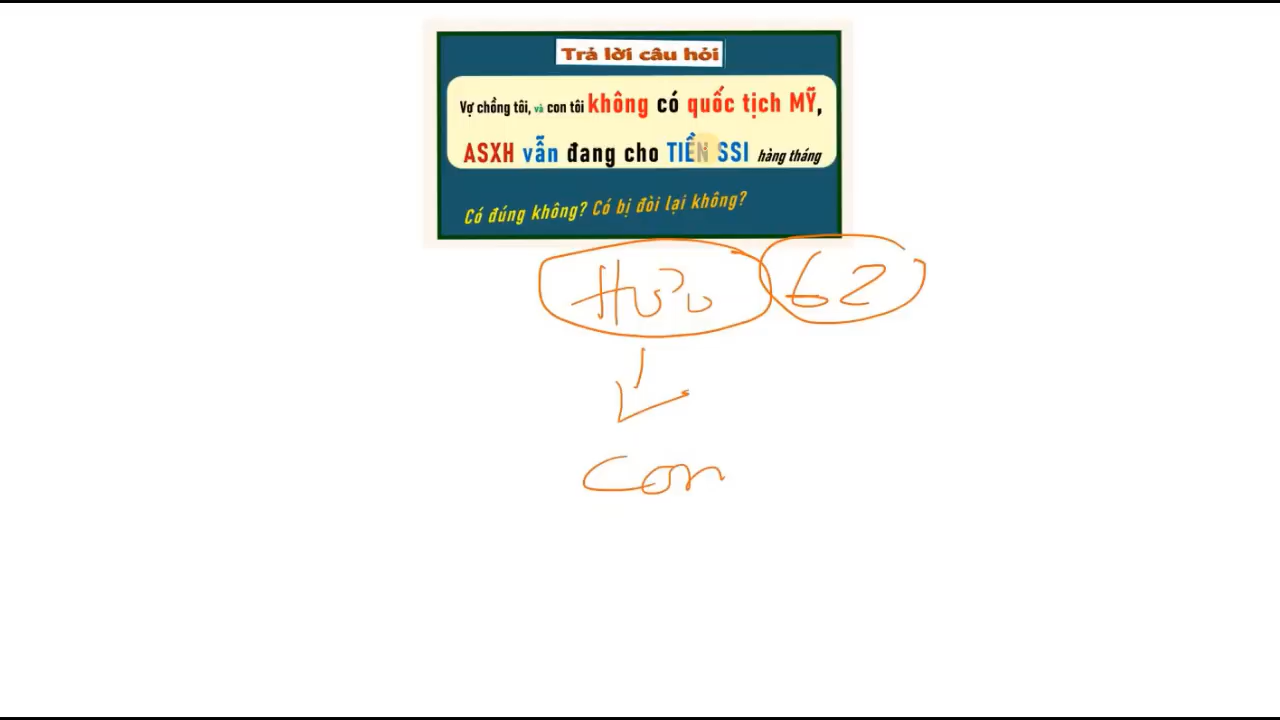 Trả lời câu hỏi
Vợ chồng tôi, và con tôi không có quốc tịch MỸ,
ASXH vẫn đang cho TIỀN SSI hàng tháng
Có đúng không? Có bị đòi lại không?
Hưu 62
con